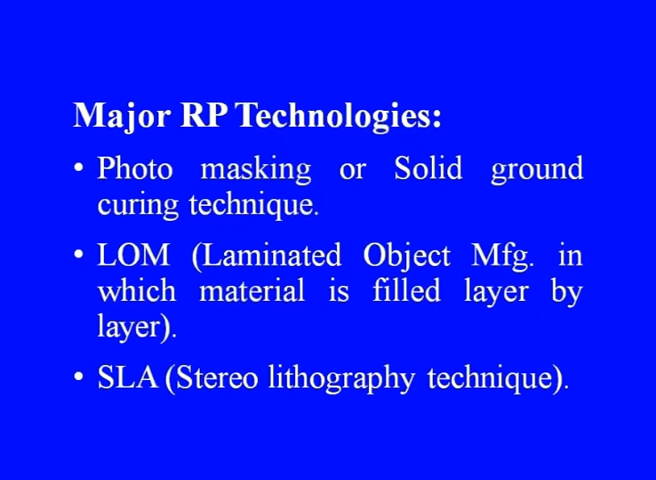 Major RP Technologies:
• Photo masking or Solid ground
curing technique.
• LOM (Laminated Object Mfg. in
which material is filled layer by
layer).
• SLA (Stereo lithography technique).